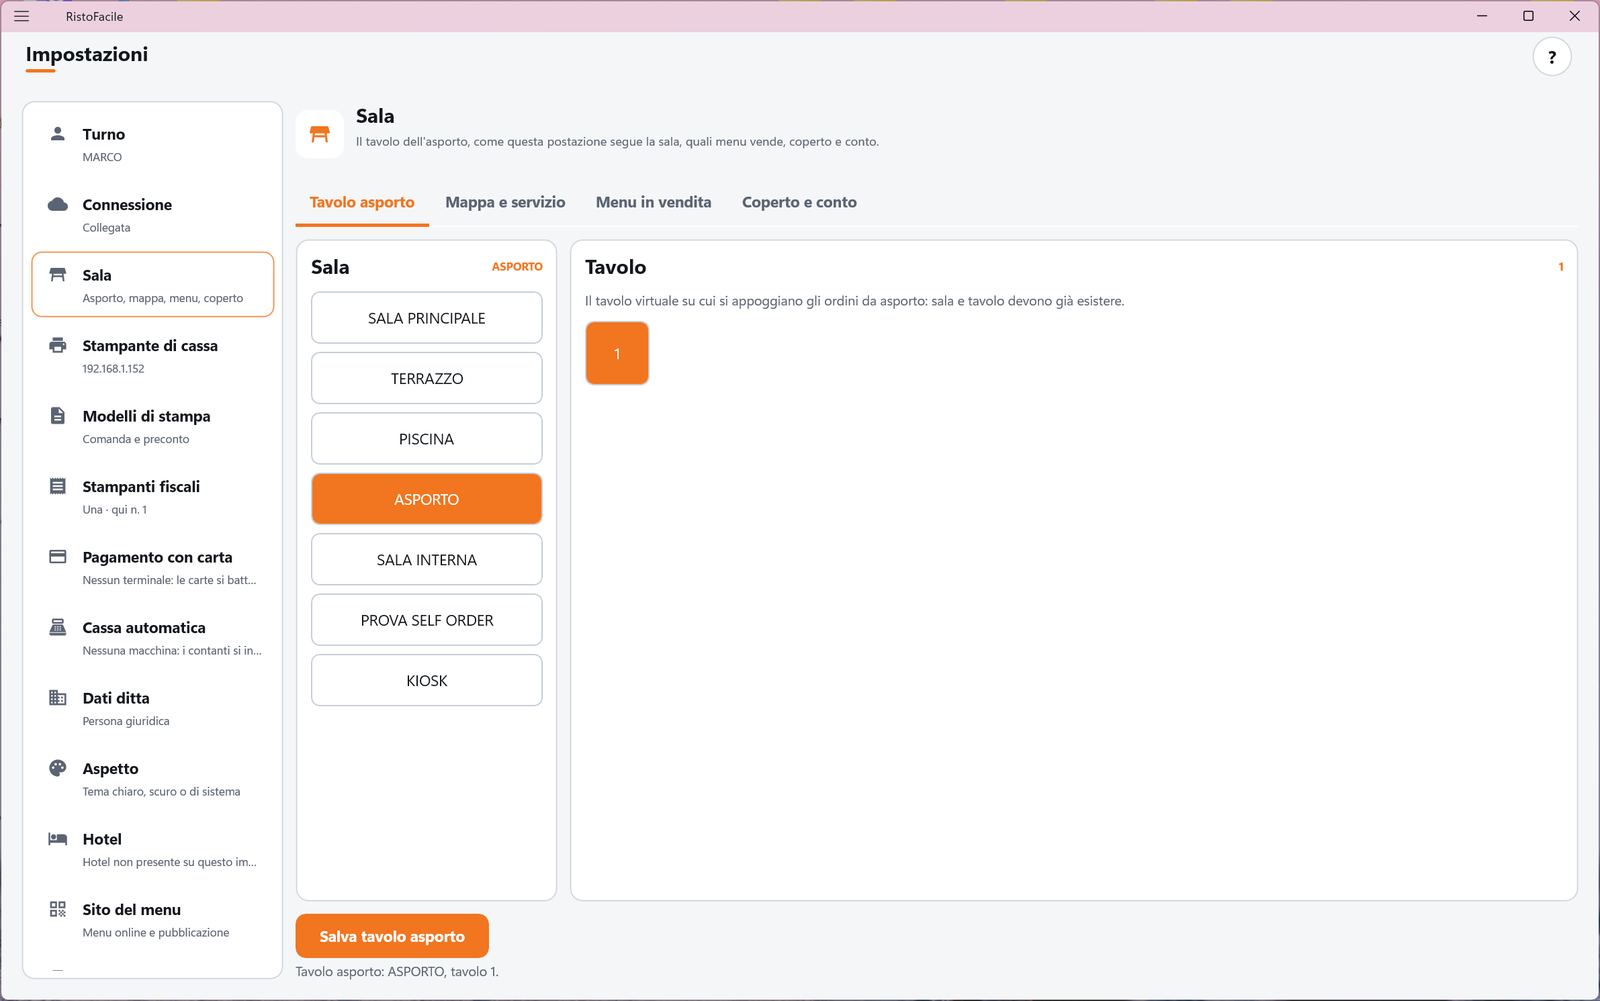 RistoFacile
Impostazioni
?
Turno
MARCO
Connessione
Collegata
Sala
Asporto, mappa, menu, coperto
Stampante di cassa
192.168.1.152
Modelli di stampa
Comanda e preconto
Stampanti fiscali
Una · qui n. 1
Pagamento con carta
Nessun terminale: le carte si batt...
Cassa automatica
Nessuna macchina: i contanti si in...
Dati ditta
Persona giuridica
Aspetto
Tema chiaro, scuro o di sistema
Hotel
Hotel non presente su questo im...
Sito del menu
Menu online e pubblicazione
Sala
Il tavolo dell'asporto, come questa postazione segue la sala, quali menu vende, coperto e conto.
Tavolo asporto Mappa e servizio Menu in vendita Coperto e conto
Sala ASPORTO
SALA PRINCIPALE
TERRAZZO
PISCINA
ASPORTO
SALA INTERNA
PROVA SELF ORDER
KIOSK
Tavolo 1
Il tavolo virtuale su cui si appoggiano gli ordini da asporto: sala e tavolo devono già esistere.
1
Salva tavolo asporto
Tavolo asporto: ASPORTO, tavolo 1.